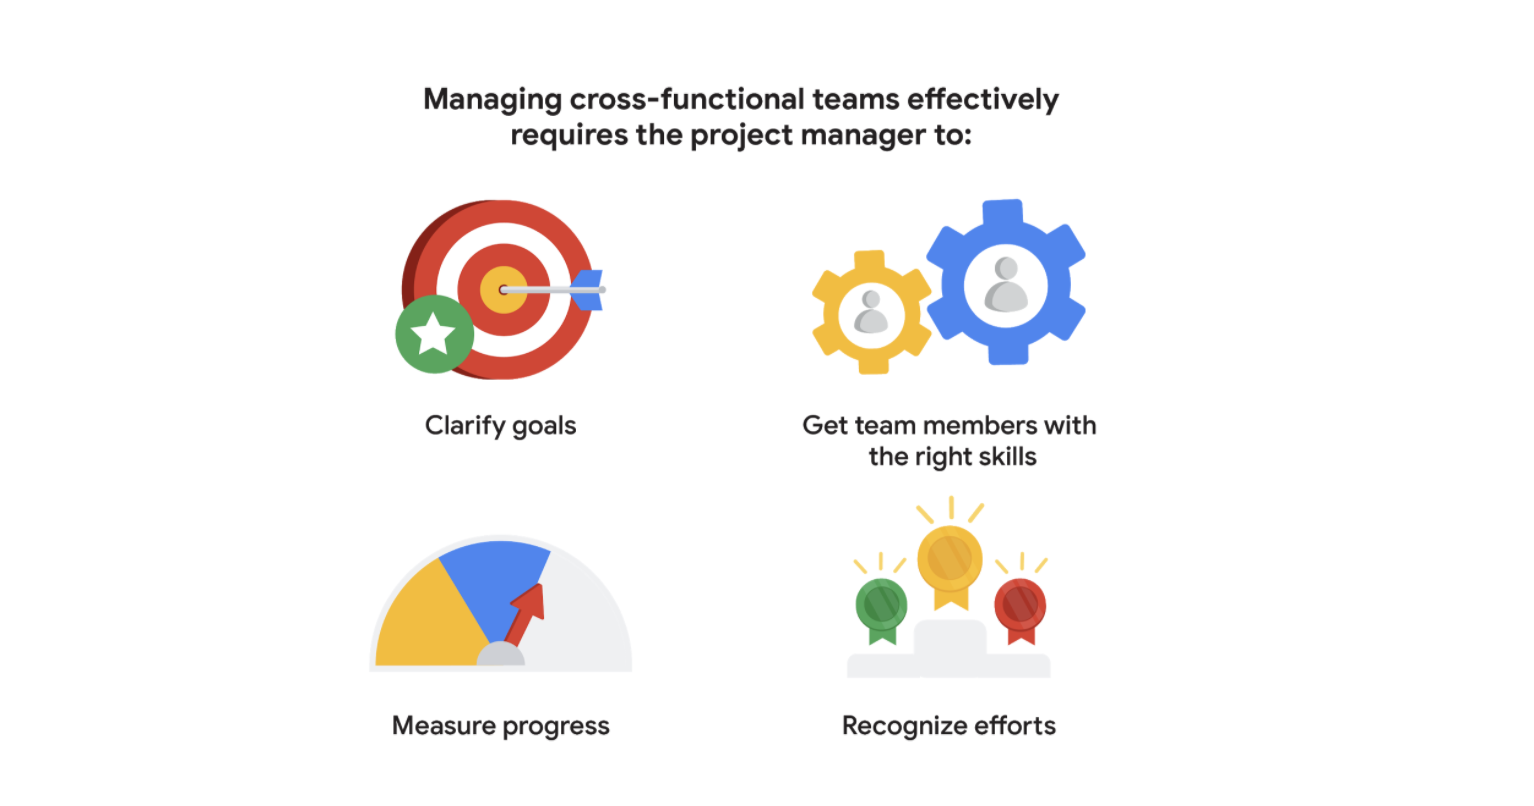 Managing cross-functional teams effectively
requires the project manager to:
Clarify goals
Get team members with
the right skills
Measure progress
Recognize efforts